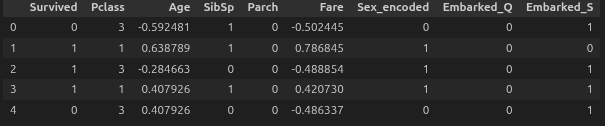 Survived Pclass Age SibSp Parch Fare Sex_encoded Embarked_Q Embarked_S
0 0 3 -0.592481 1 0 -0.502445 0 0 1
1 1 1 0.638789 1 0 0.786845 1 0 0
2 1 3 -0.284663 0 0 -0.488854 1 0 1
3 1 1 0.407926 1 0 0.420730 1 0 1
4 0 3 0.407926 0 0 -0.486337 0 0 1